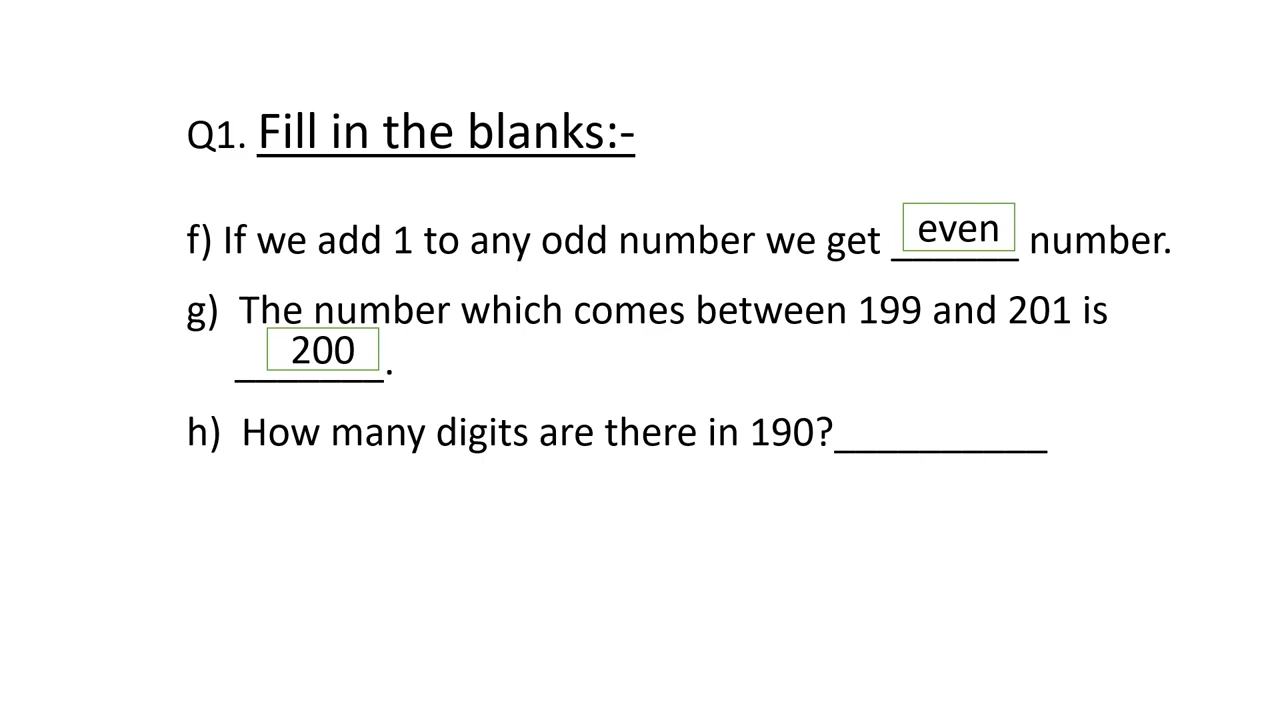 Q1. Fill in the blanks:-
f) If we add 1 to any odd number we get even number.
g) The number which comes between 199 and 201 is
200.
h) How many digits are there in 190?__________